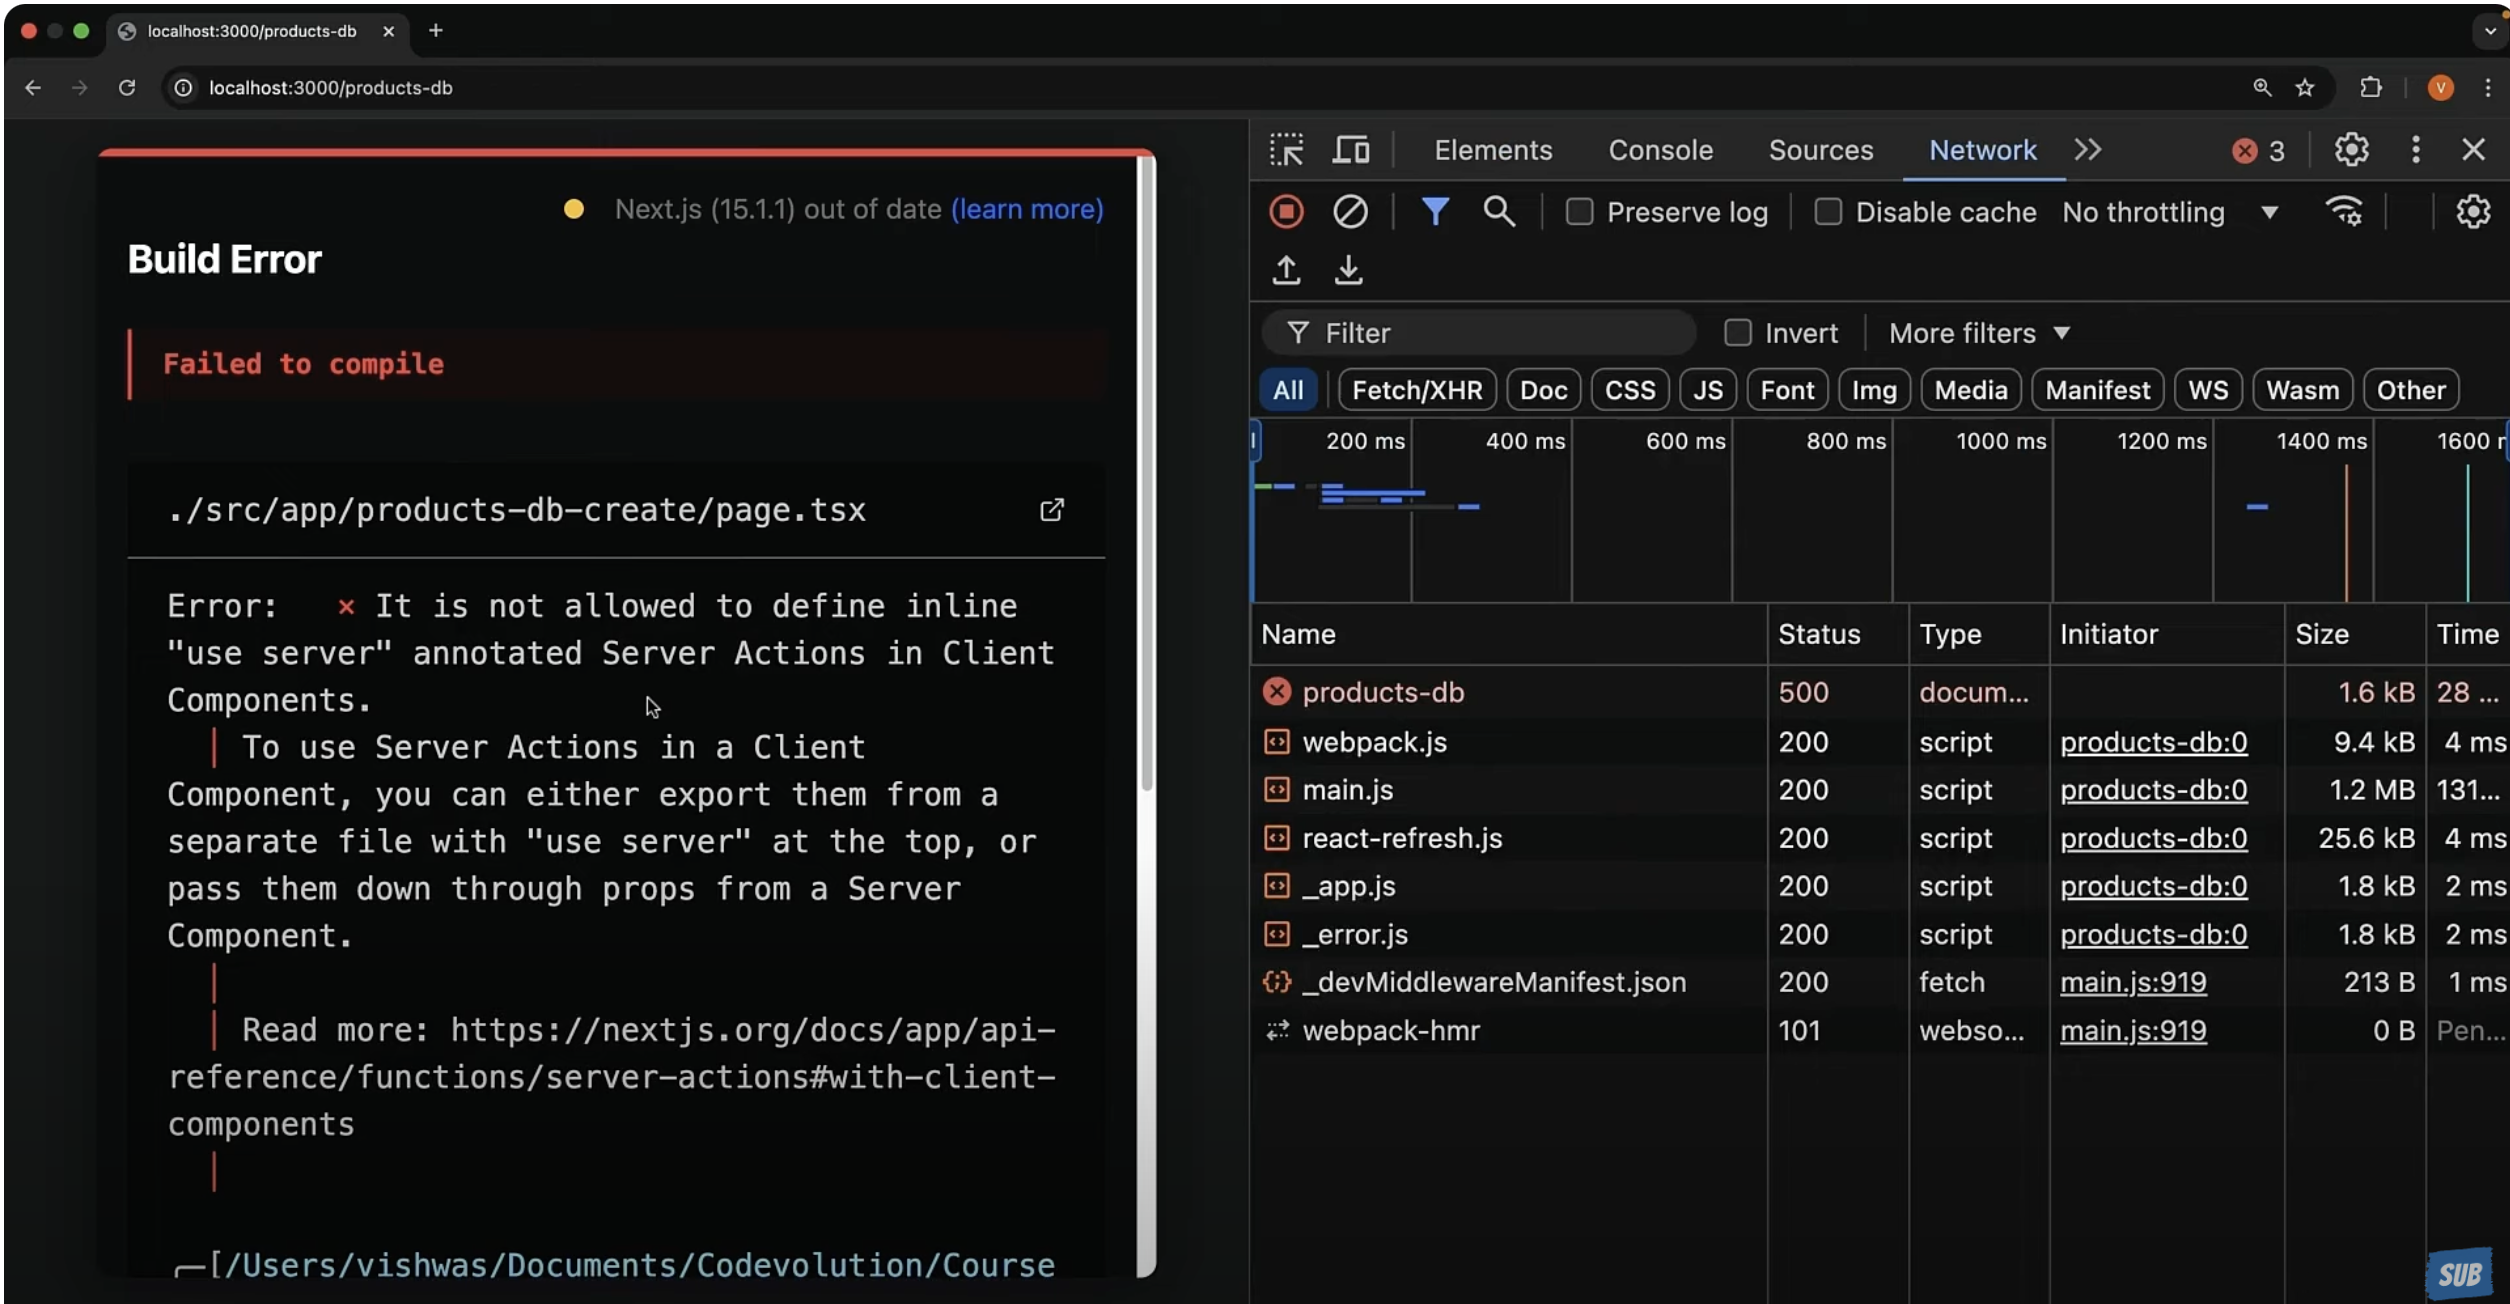 localhost:3000/products-db
localhost:3000/products-db
V
Next.js (15.1.1) out of date (learn more)
Build Error
Failed to compile
./src/app/products-db-create/page.tsx
Error: × It is not allowed to define inline
"use server" annotated Server Actions in Client
Components.
| To use Server Actions in a Client
Component, you can either export them from a
separate file with "use server" at the top, or
pass them down through props from a Server
Component.
|
| Read more: https://nextjs.org/docs/app/api-
reference/functions/server-actions#with-client-
components
|
╭─[/Users/vishwas/Documents/Codevolution/Course
Elements Console Sources Network 3
Preserve log Disable cache No throttling
Filter Invert More filters
All Fetch/XHR Doc CSS JS Font Img Media Manifest WS Wasm Other
200 ms 400 ms 600 ms 800 ms 1000 ms 1200 ms 1400 ms 1600
Name Status Type Initiator Size Time
products-db 500 docum... 1.6 kB 28 ...
webpack.js 200 script products-db:0 9.4 kB 4 ms
main.js 200 script products-db:0 1.2 MB 131...
react-refresh.js 200 script products-db:0 25.6 kB 4 ms
_app.js 200 script products-db:0 1.8 kB 2 ms
_error.js 200 script products-db:0 1.8 kB 2 ms
_devMiddlewareManifest.json 200 fetch main.js:919 213 B 1 ms
webpack-hmr 101 webso... main.js:919 0 B Pen...
SUB